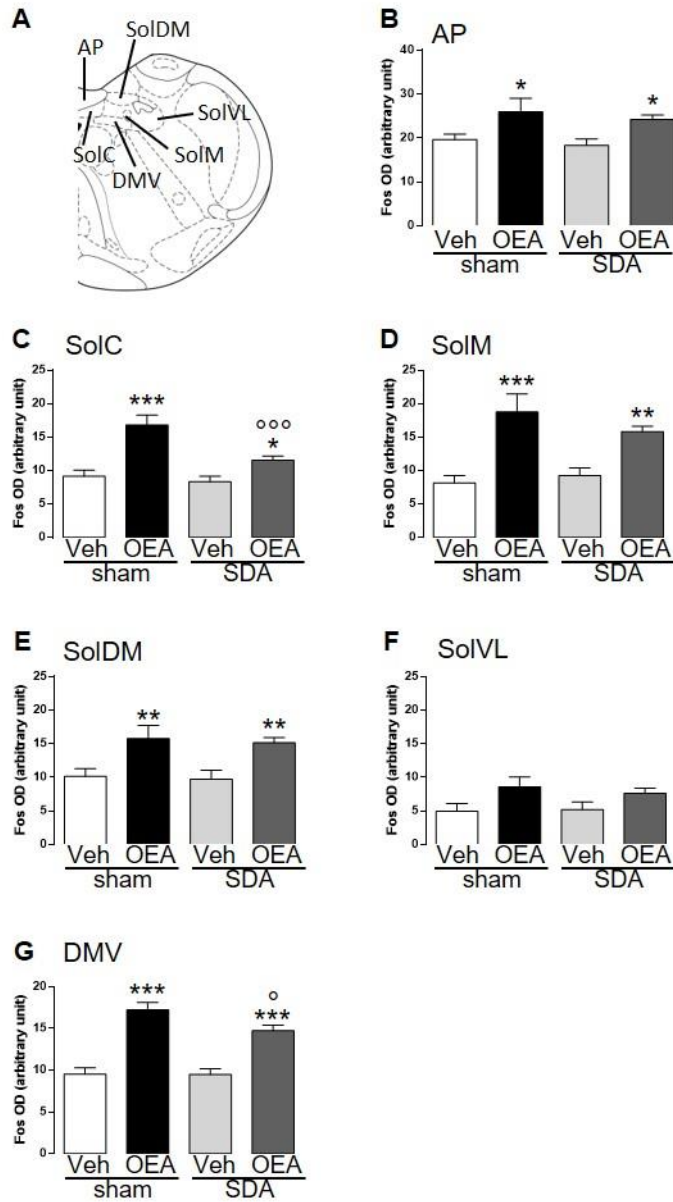 A
SolDM
AP
SolVL
SolC
SolM
DMV
B AP
Fos OD (arbitrary unit)
40
30
20
10
0
*
*
Veh OEA Veh OEA
sham SDA
C SolC
Fos OD (arbitrary unit)
25
20
15
10
5
0
***
°°°
*
Veh OEA Veh OEA
sham SDA
D SolM
Fos OD (arbitrary unit)
25
20
15
10
5
0
***
**
Veh OEA Veh OEA
sham SDA
E SolDM
Fos OD (arbitrary unit)
25
20
15
10
5
0
**
**
Veh OEA Veh OEA
sham SDA
F SolVL
Fos OD (arbitrary unit)
25
20
15
10
5
0
Veh OEA Veh OEA
sham SDA
G DMV
Fos OD (arbitrary unit)
20
15
10
5
0
***
°
***
Veh OEA Veh OEA
sham SDA